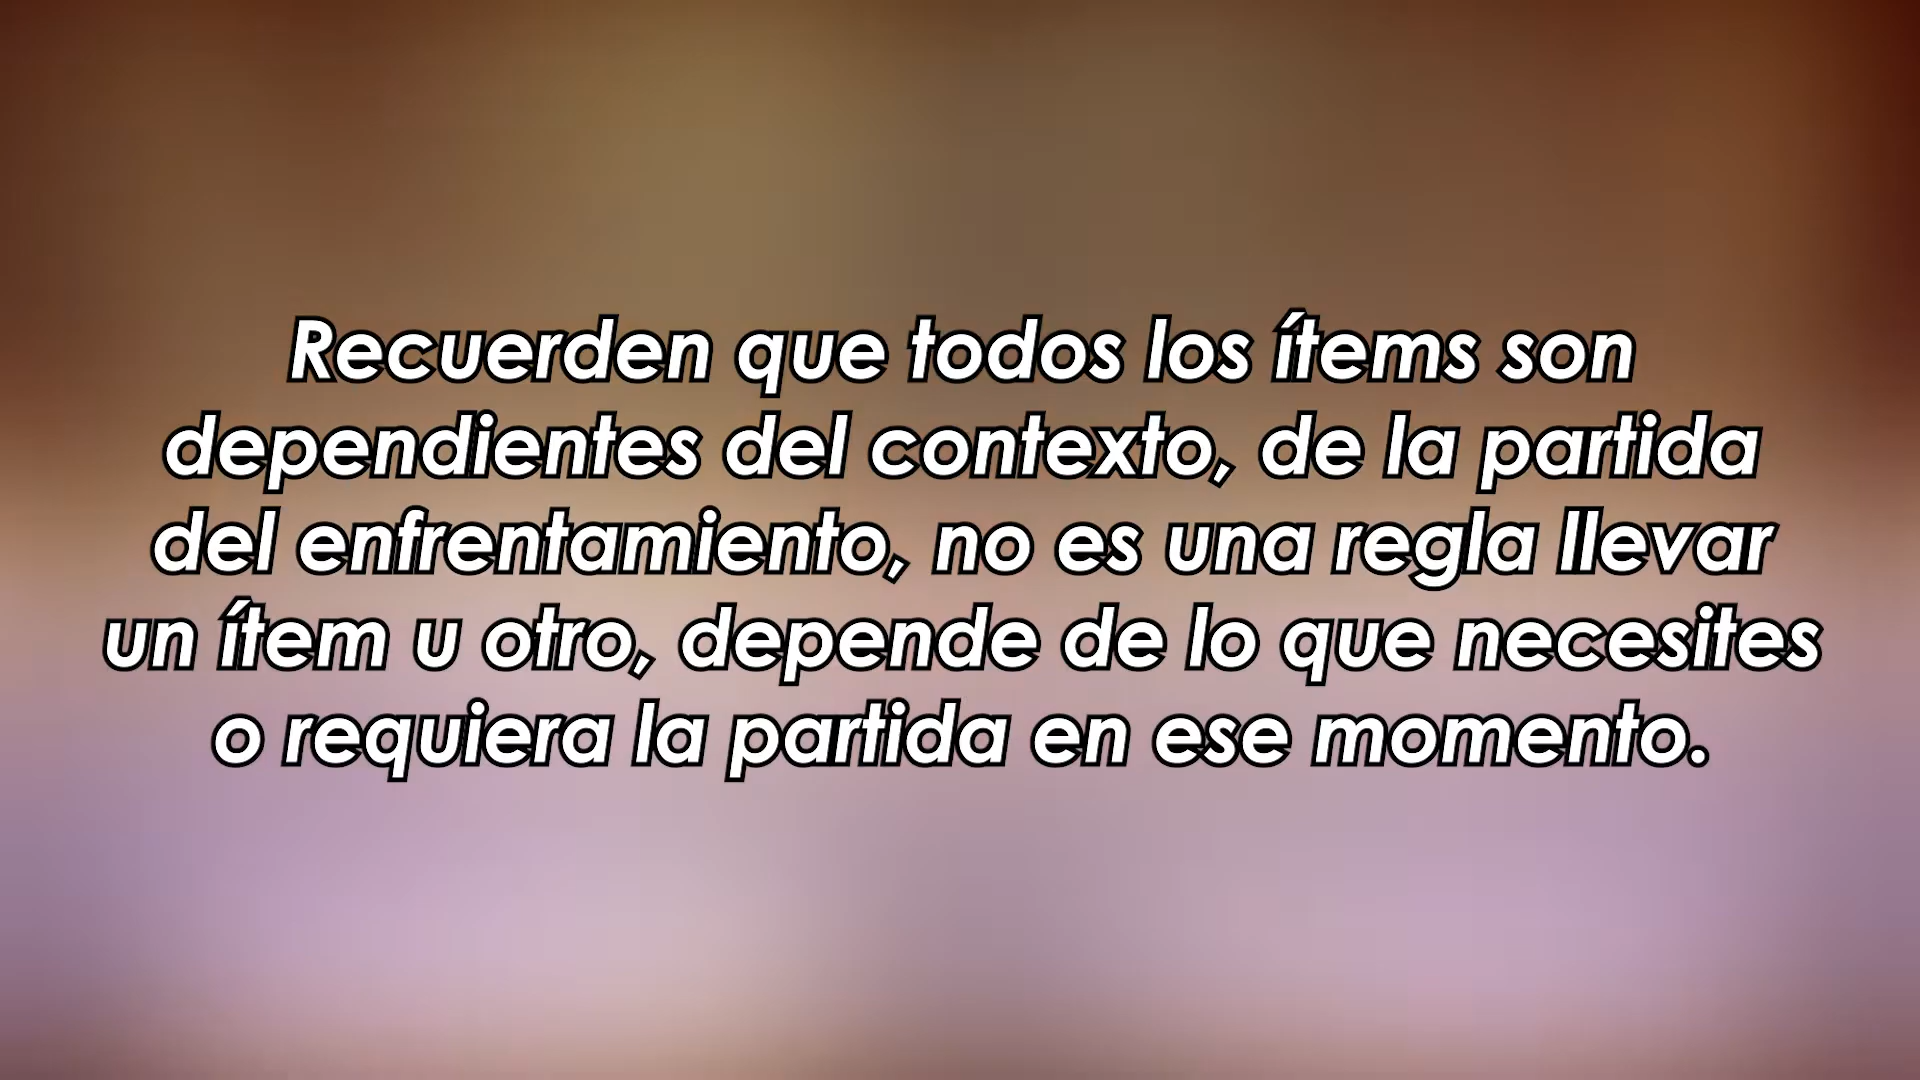 Recuerden que todos los ítems son
dependientes del contexto, de la partida
del enfrentamiento, no es una regla llevar
un ítem u otro, depende de lo que necesites
o requiera la partida en ese momento.